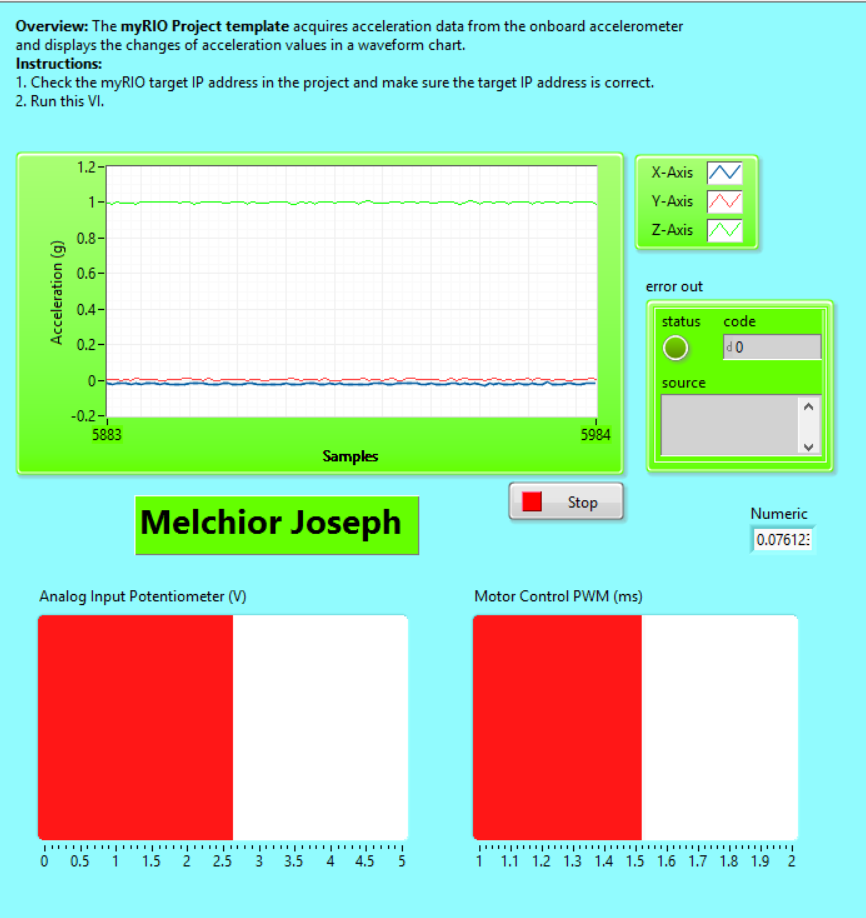 Overview: The myRIO Project template acquires acceleration data from the onboard accelerometer
and displays the changes of acceleration values in a waveform chart.
Instructions:
1. Check the myRIO target IP address in the project and make sure the target IP address is correct.
2. Run this VI.
1.2
1
0.8
0.6
0.4
0.2
0
-0.2
Acceleration (g)
5883 5984
Samples
X-Axis
Y-Axis
Z-Axis
error out
status code
d 0
source
Melchior Joseph
Stop
Numeric
0.07612
Analog Input Potentiometer (V)
0 0.5 1 1.5 2 2.5 3 3.5 4 4.5 5
Motor Control PWM (ms)
1 1.1 1.2 1.3 1.4 1.5 1.6 1.7 1.8 1.9 2